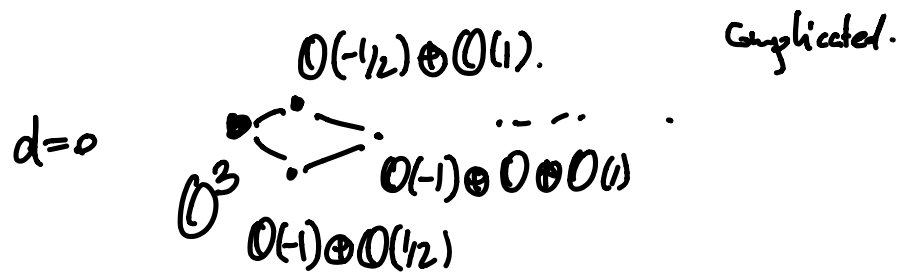 Complicated.
O(-1/2) ⊕ O(1).
d=0
O³
O(-1) ⊕ O ⊕ O(1)
O(-1) ⊕ O(1/2)